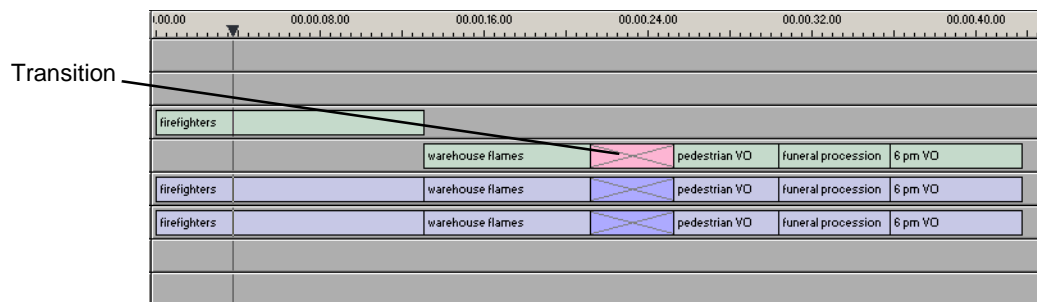 00.00 00.00.08.00 00.00.16.00 00.00.24.00 00.00.32.00 00.00.40.00
Transition
firefighters
warehouse flames pedestrian VO funeral procession 6 pm VO
firefighters warehouse flames pedestrian VO funeral procession 6 pm VO
firefighters warehouse flames pedestrian VO funeral procession 6 pm VO